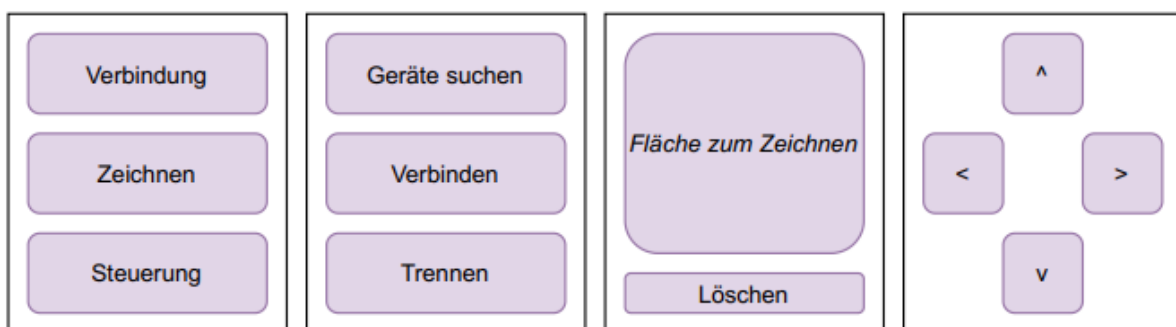 Verbindung
Zeichnen
Steuerung
Geräte suchen
Verbinden
Trennen
Fläche zum Zeichnen
Löschen
^
<
>
v